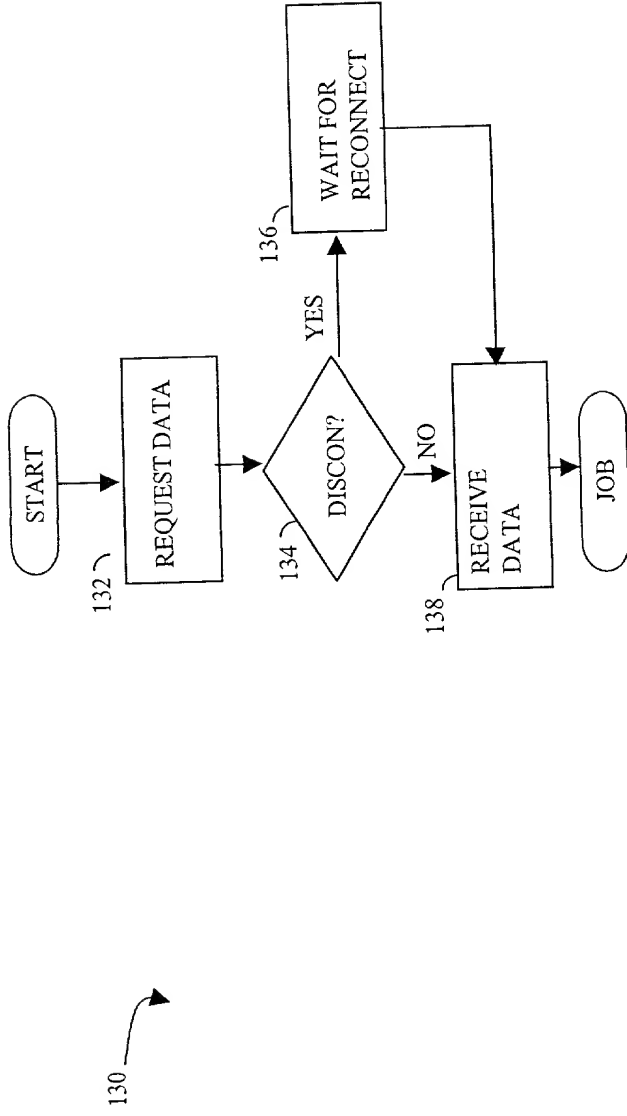 130
START
132
REQUEST DATA
134
DISCON?
YES
136
WAIT FOR
RECONNECT
NO
138
RECEIVE
DATA
JOB